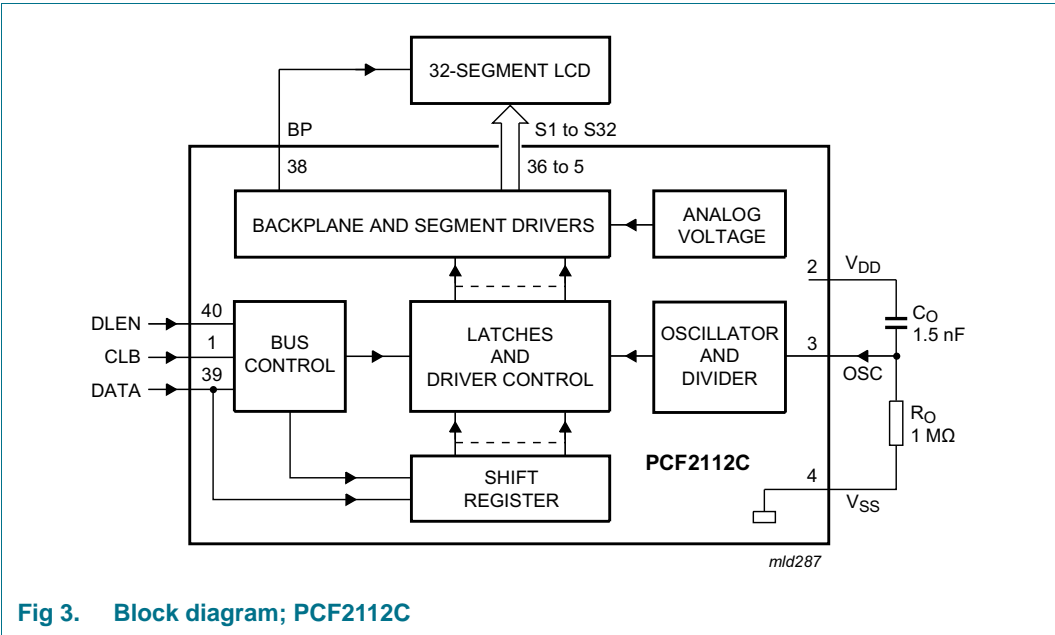 32-SEGMENT LCD
BP
S1 to S32
38
36 to 5
BACKPLANE AND SEGMENT DRIVERS
ANALOG
VOLTAGE
2
VDD
CO
1.5 nF
DLEN
40
CLB
1
DATA
39
BUS
CONTROL
LATCHES
AND
DRIVER CONTROL
OSCILLATOR
AND
DIVIDER
3
OSC
RO
1 MΩ
SHIFT
REGISTER
PCF2112C
4
VSS
mld287
Fig 3. Block diagram; PCF2112C